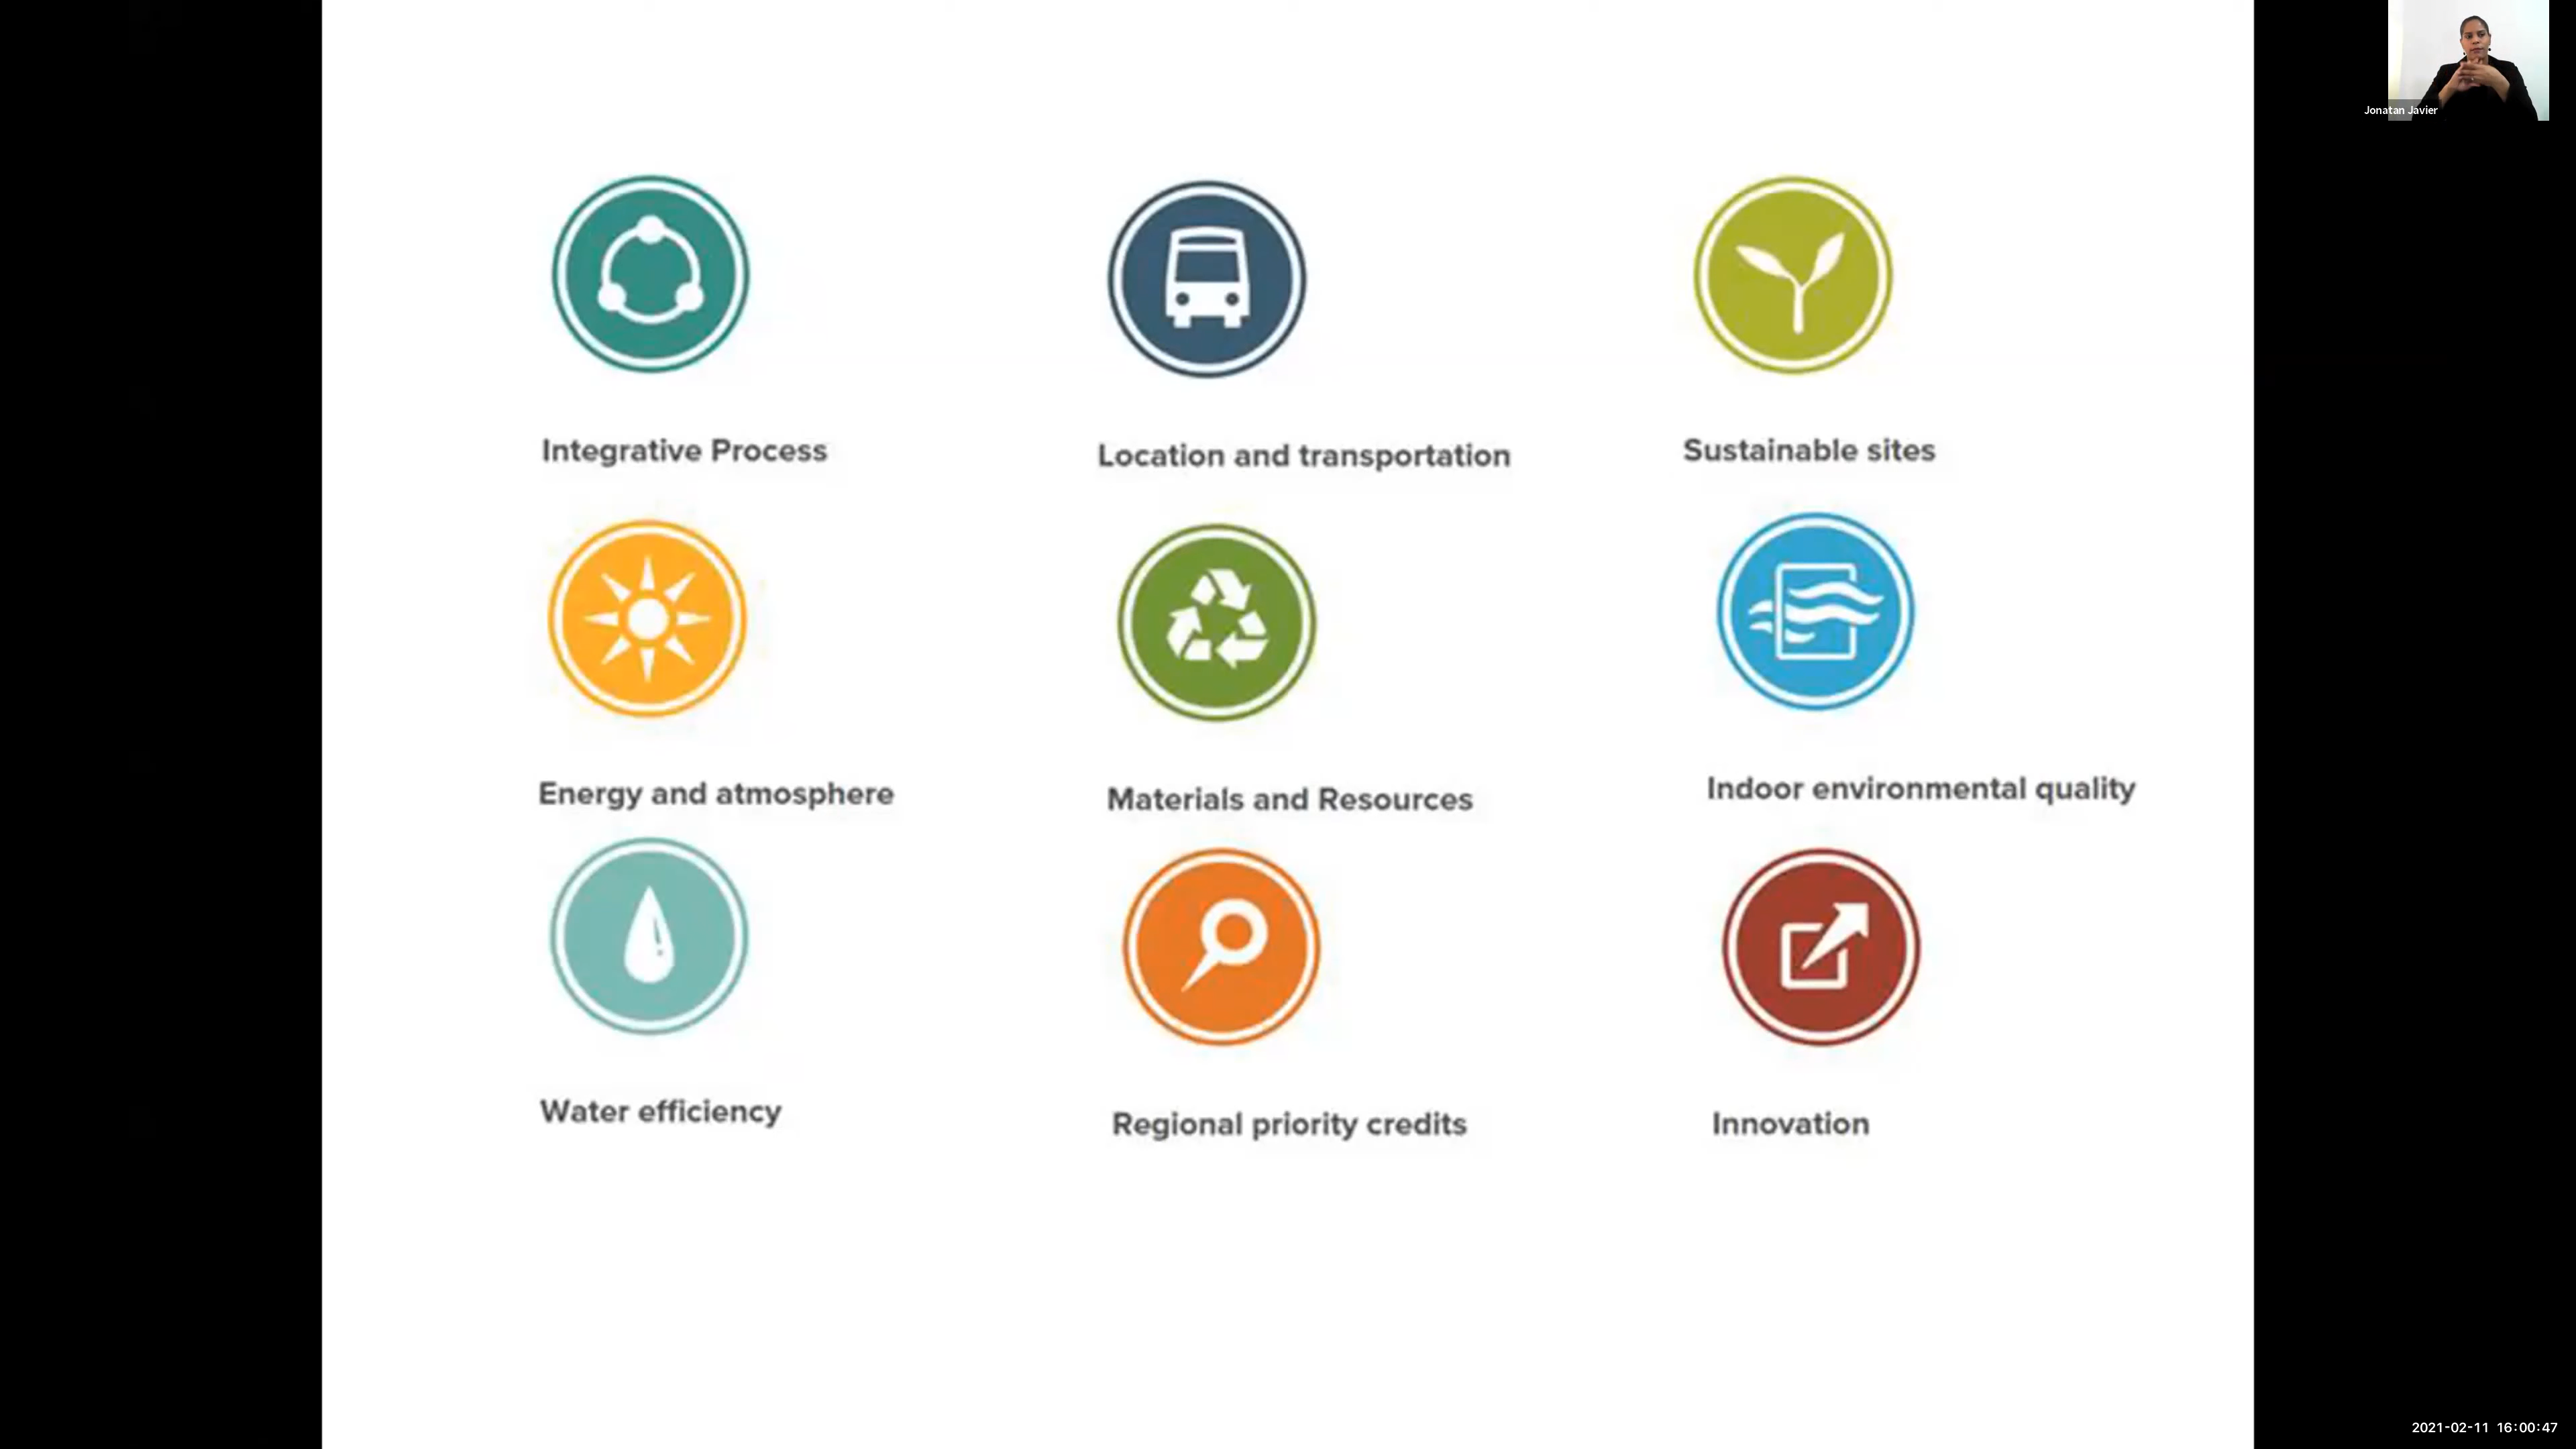 Jonatan Javier
Integrative Process
Location and transportation
Sustainable sites
Energy and atmosphere
Materials and Resources
Indoor environmental quality
Water efficiency
Regional priority credits
Innovation
2021-02-11 16:00:47